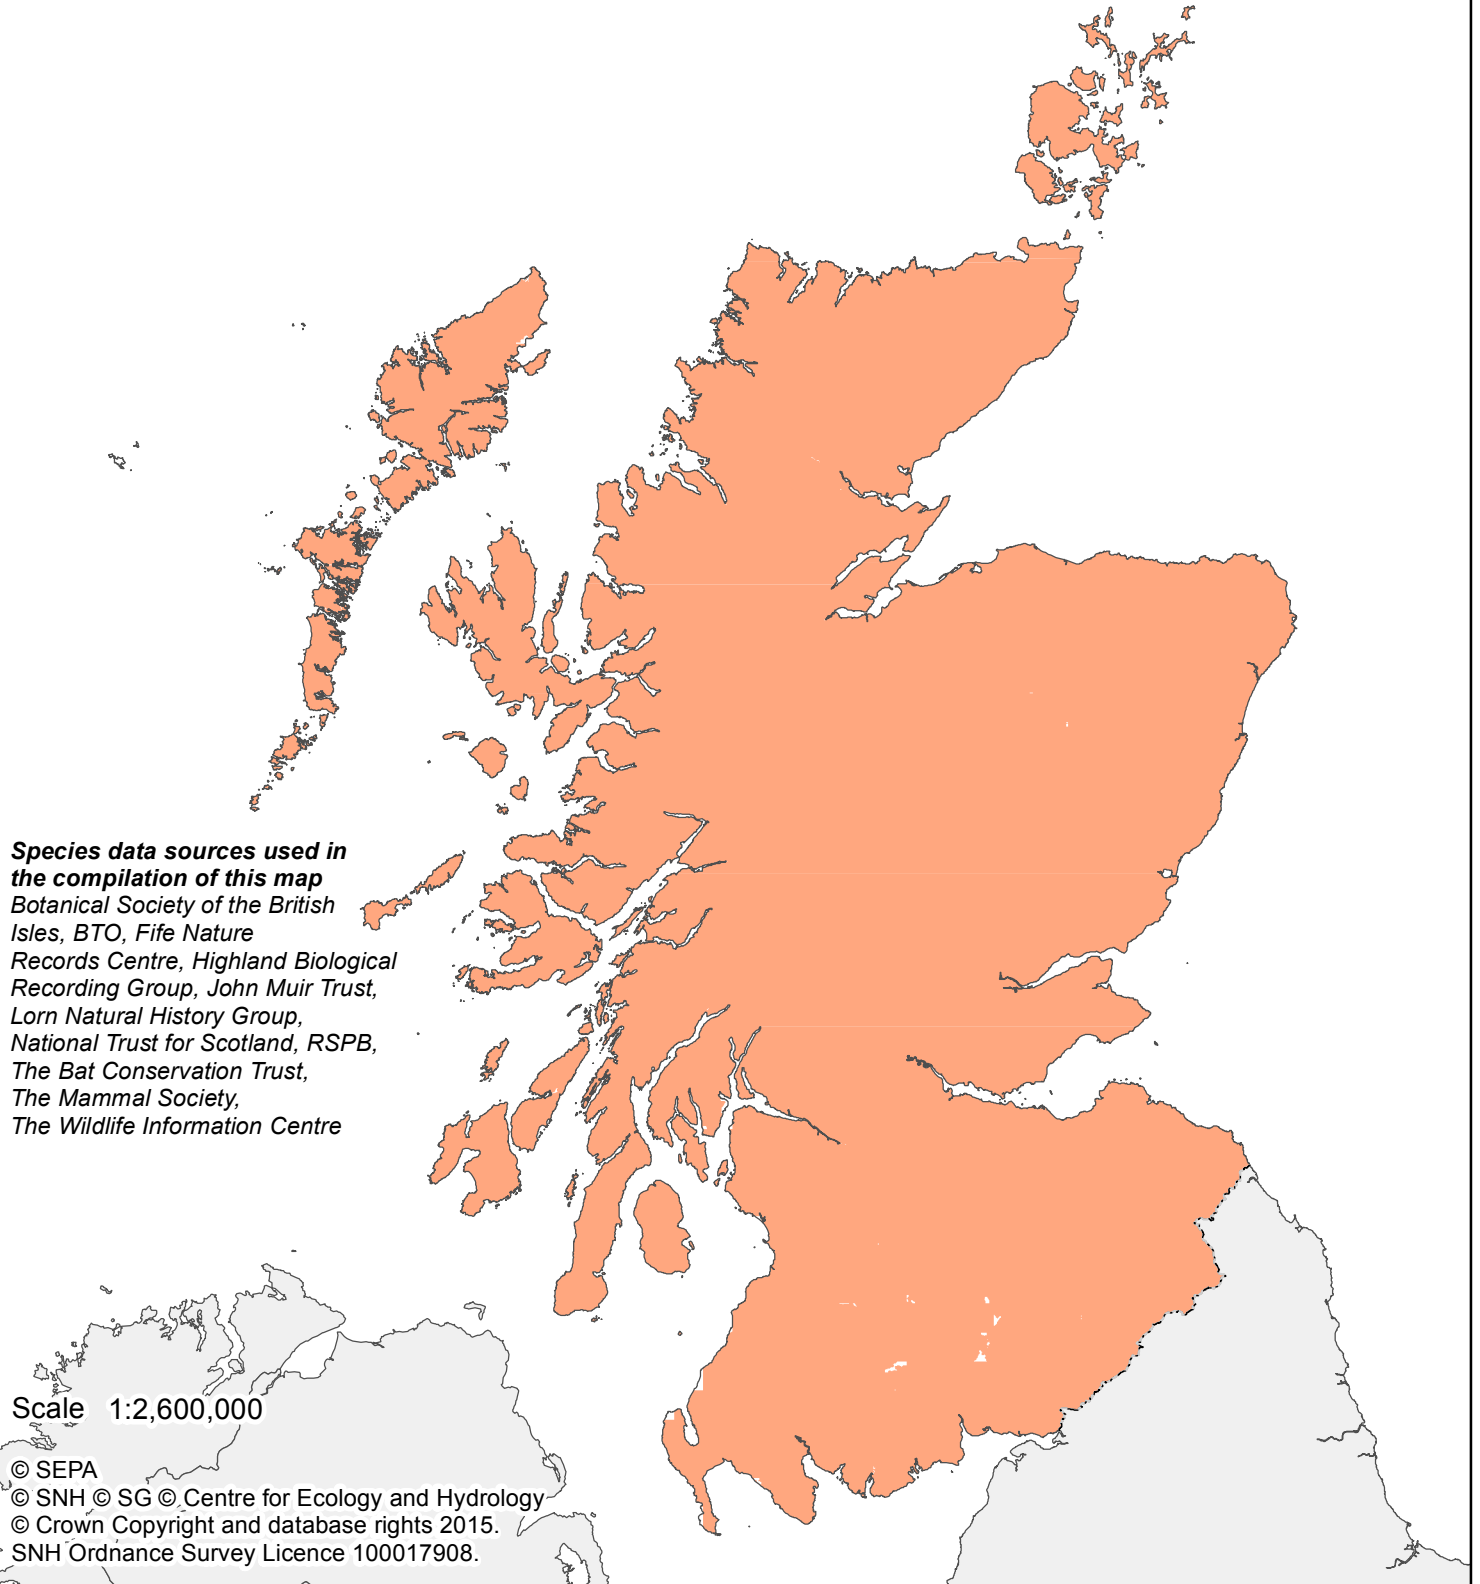 Species data sources used in
the compilation of this map
Botanical Society of the British
Isles, BTO, Fife Nature
Records Centre, Highland Biological
Recording Group, John Muir Trust,
Lorn Natural History Group,
National Trust for Scotland, RSPB,
The Bat Conservation Trust,
The Mammal Society,
The Wildlife Information Centre
Scale 1:2,600,000
© SEPA
© SNH © SG © Centre for Ecology and Hydrology
© Crown Copyright and database rights 2015.
SNH Ordnance Survey Licence 100017908.